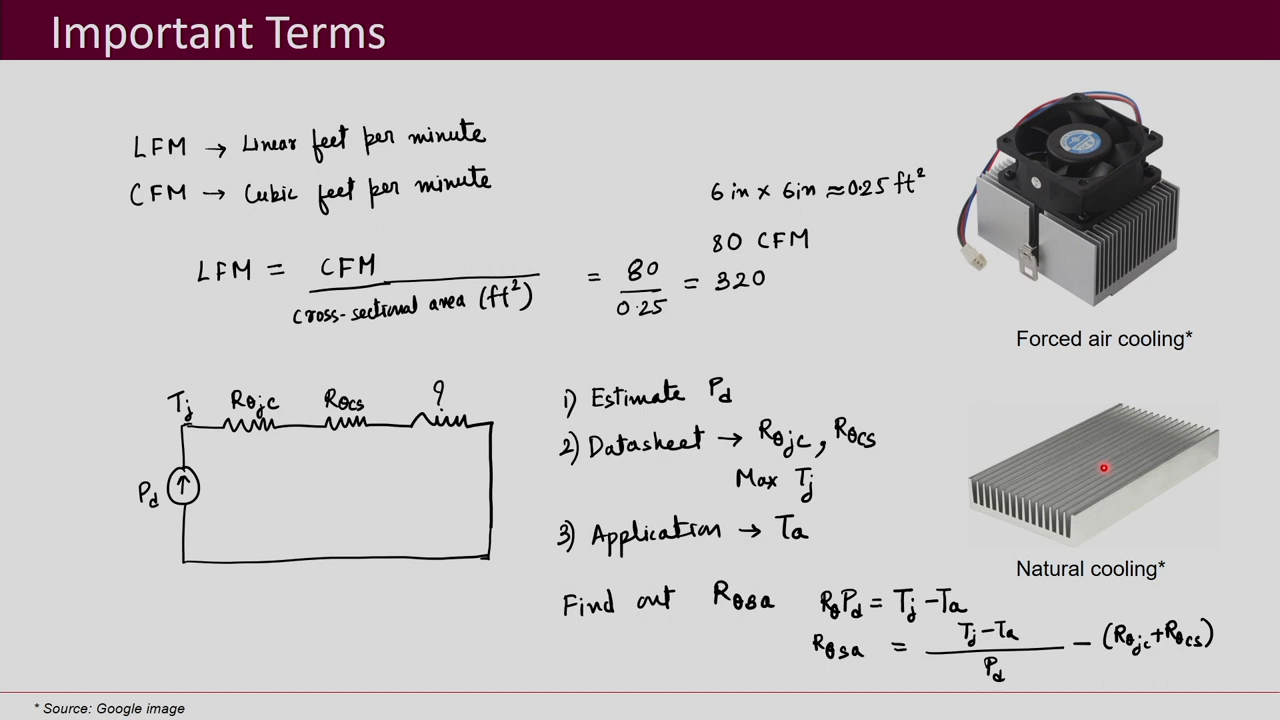 Important Terms
LFM → Linear feet per minute
CFM → Cubic feet per minute
6 in × 6in ≈ 0.25 ft²
80 CFM
LFM = CFM / cross-sectional area (ft²) = 80 / 0.25 = 320
Forced air cooling*
Tj Rθjc Rθcs ?
Pd
1) Estimate Pd
2) Datasheet → Rθjc, Rθcs
Max Tj
3) Application → Ta
Natural cooling*
Find out Rθsa RθPd = Tj - Ta
Rθsa = Tj - Ta / Pd - (Rθjc + Rθcs)
* Source: Google image